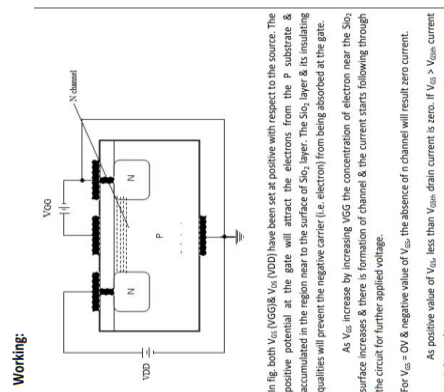 Working:
VGG
N channel
N
N
P
VDD
In fig. both VGS (VGG)& VDS (VDD) have been set at positive with respect to the source. The
positive potential at the gate will attract the electrons from the P substrate &
accumulated in the region near to the surface of Sio2 layer. The Sio2 layer & its insulating
qualities will prevent the negative carrier (i.e. electron) from being absorbed at the gate.
As VGS increase by increasing VGG the concentration of electron near the Sio2
surface increases & there is formation of channel & the current starts following through
the circuit for further applied voltage.
For VGS = OV & negative value of VGS, the absence of n channel will result zero current.
As positive value of VGS, less than VGSth drain current is zero. If VGS > VGSth current